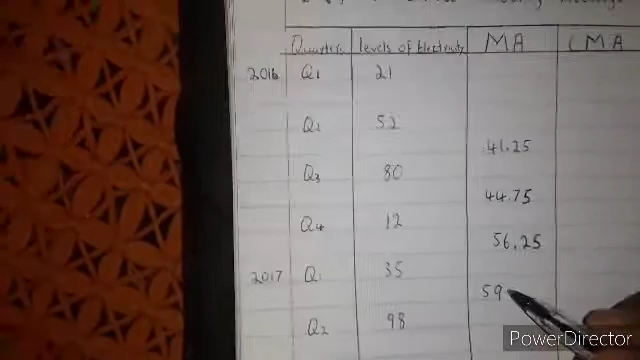 Quarters levels of Electricity MA CMA
2016 Q1 21
Q2 52
41.25
Q3 80
44.75
Q4 12
56.25
2017 Q1 35
59
Q2 98
PowerDirector